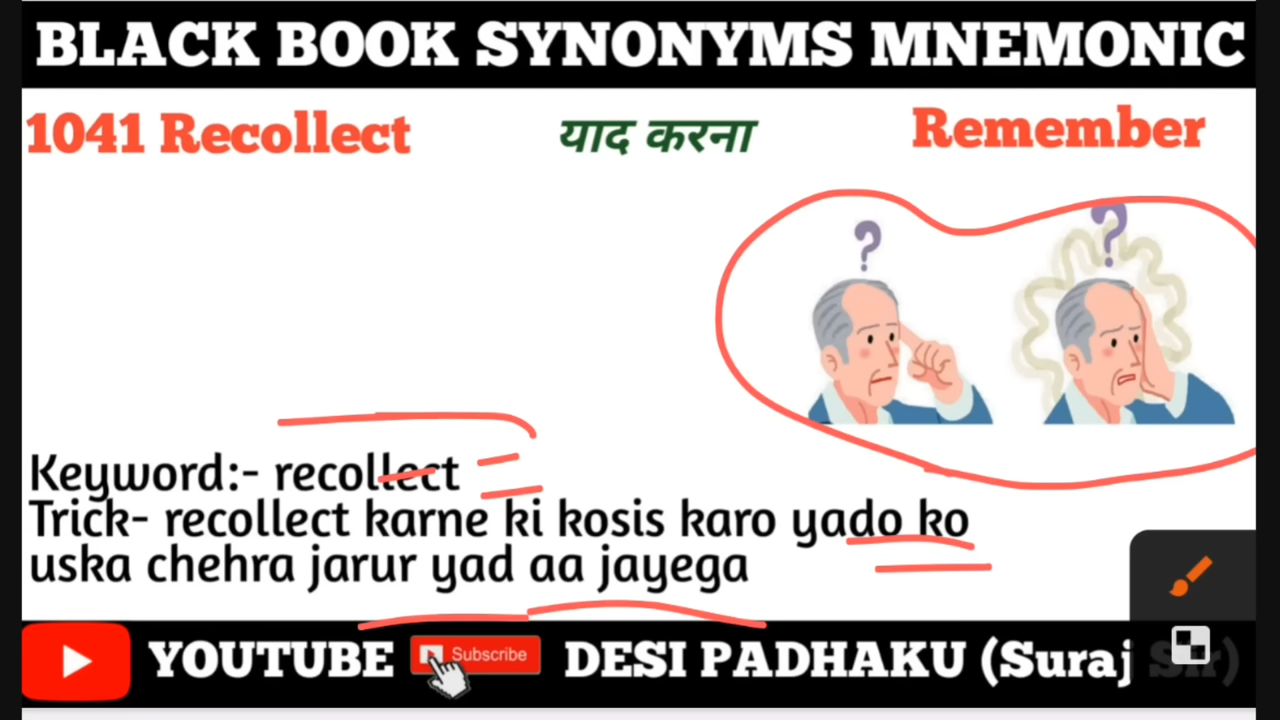 BLACK BOOK SYNONYMS MNEMONIC
1041 Recollect याद करना Remember
? ?
Keyword:- recollect
Trick- recollect karne ki kosis karo yado ko
uska chehra jarur yad aa jayega
YOUTUBE Subscribe DESI PADHAKU (Suraj Sir)